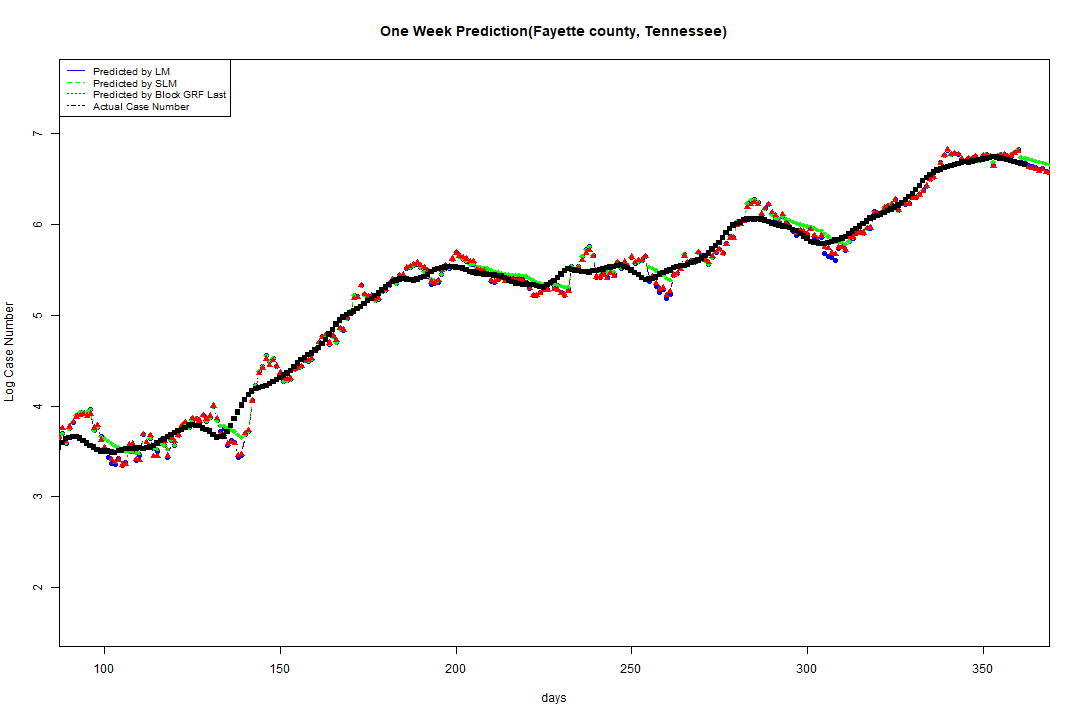 One Week Prediction(Fayette county, Tennessee)
Predicted by LM
Predicted by SLM
Predicted by Block GRF Last
Actual Case Number
7
6
5
4
3
2
Log Case Number
100 150 200 250 300 350
days